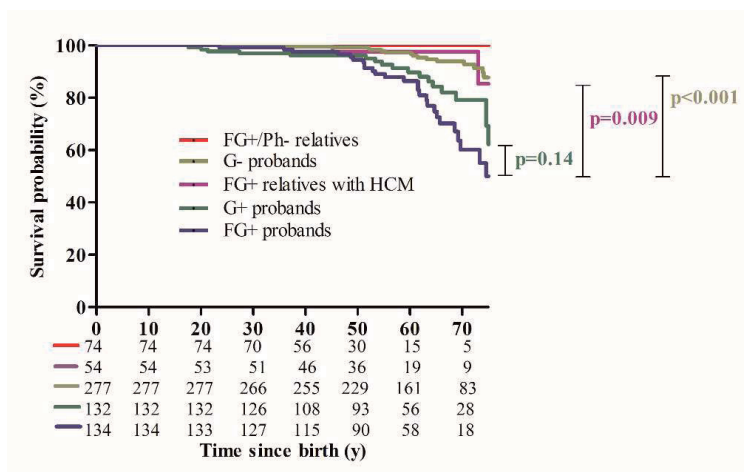 100
80
60
40
20
0
Survival probability (%)
FG+/Ph- relatives
G- probands
FG+ relatives with HCM
G+ probands
FG+ probands
p=0.14
p=0.009
p<0.001
0 10 20 30 40 50 60 70
74 74 74 70 56 30 15 5
54 54 53 51 46 36 19 9
277 277 277 266 255 229 161 83
132 132 132 126 108 93 56 28
134 134 133 127 115 90 58 18
Time since birth (y)